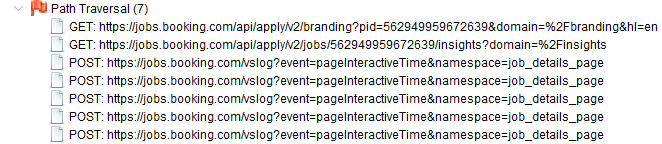 Path Traversal (7)
GET: https://jobs.booking.com/api/apply/v2/branding?pid=562949959672639&domain=%2Fbranding&hl=en
GET: https://jobs.booking.com/api/apply/v2/jobs/562949959672639/insights?domain=%2Finsights
POST: https://jobs.booking.com/vslog?event=pageInteractiveTime&namespace=job_details_page
POST: https://jobs.booking.com/vslog?event=pageInteractiveTime&namespace=job_details_page
POST: https://jobs.booking.com/vslog?event=pageInteractiveTime&namespace=job_details_page
POST: https://jobs.booking.com/vslog?event=pageInteractiveTime&namespace=job_details_page
POST: https://jobs.booking.com/vslog?event=pageInteractiveTime&namespace=job_details_page